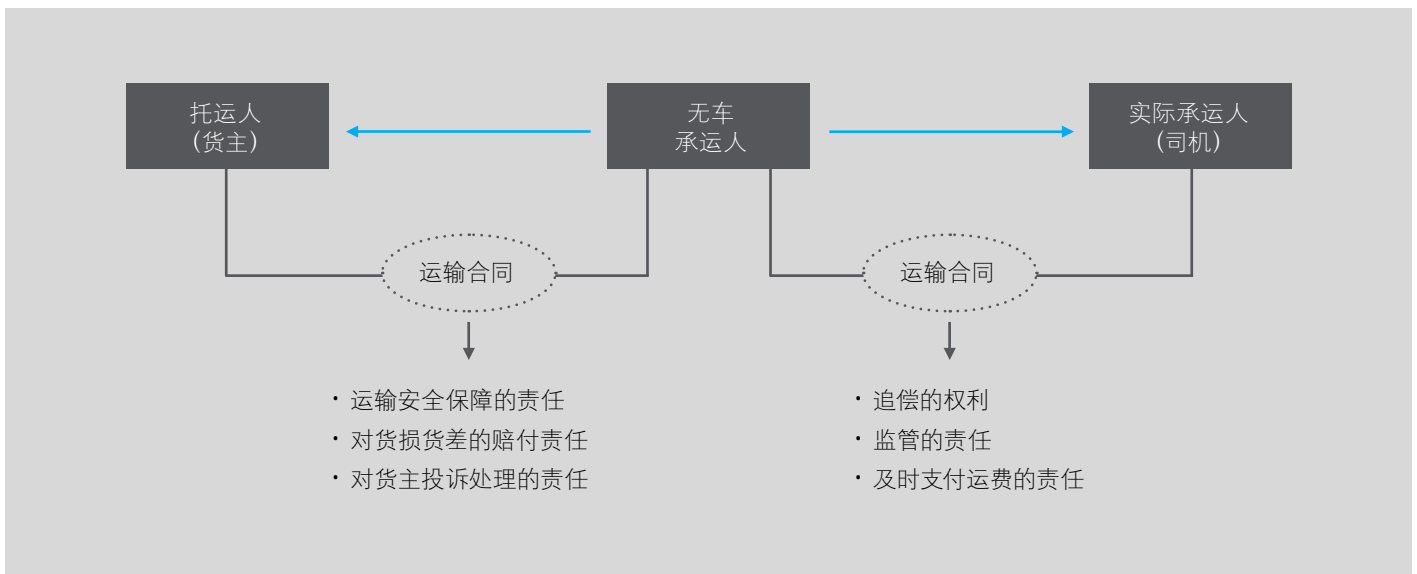 托运人
(货主)
无车
承运人
实际承运人
(司机)
运输合同
运输合同
· 运输安全保障的责任
· 对货损货差的赔付责任
· 对货主投诉处理的责任
· 追偿的权利
· 监管的责任
· 及时支付运费的责任